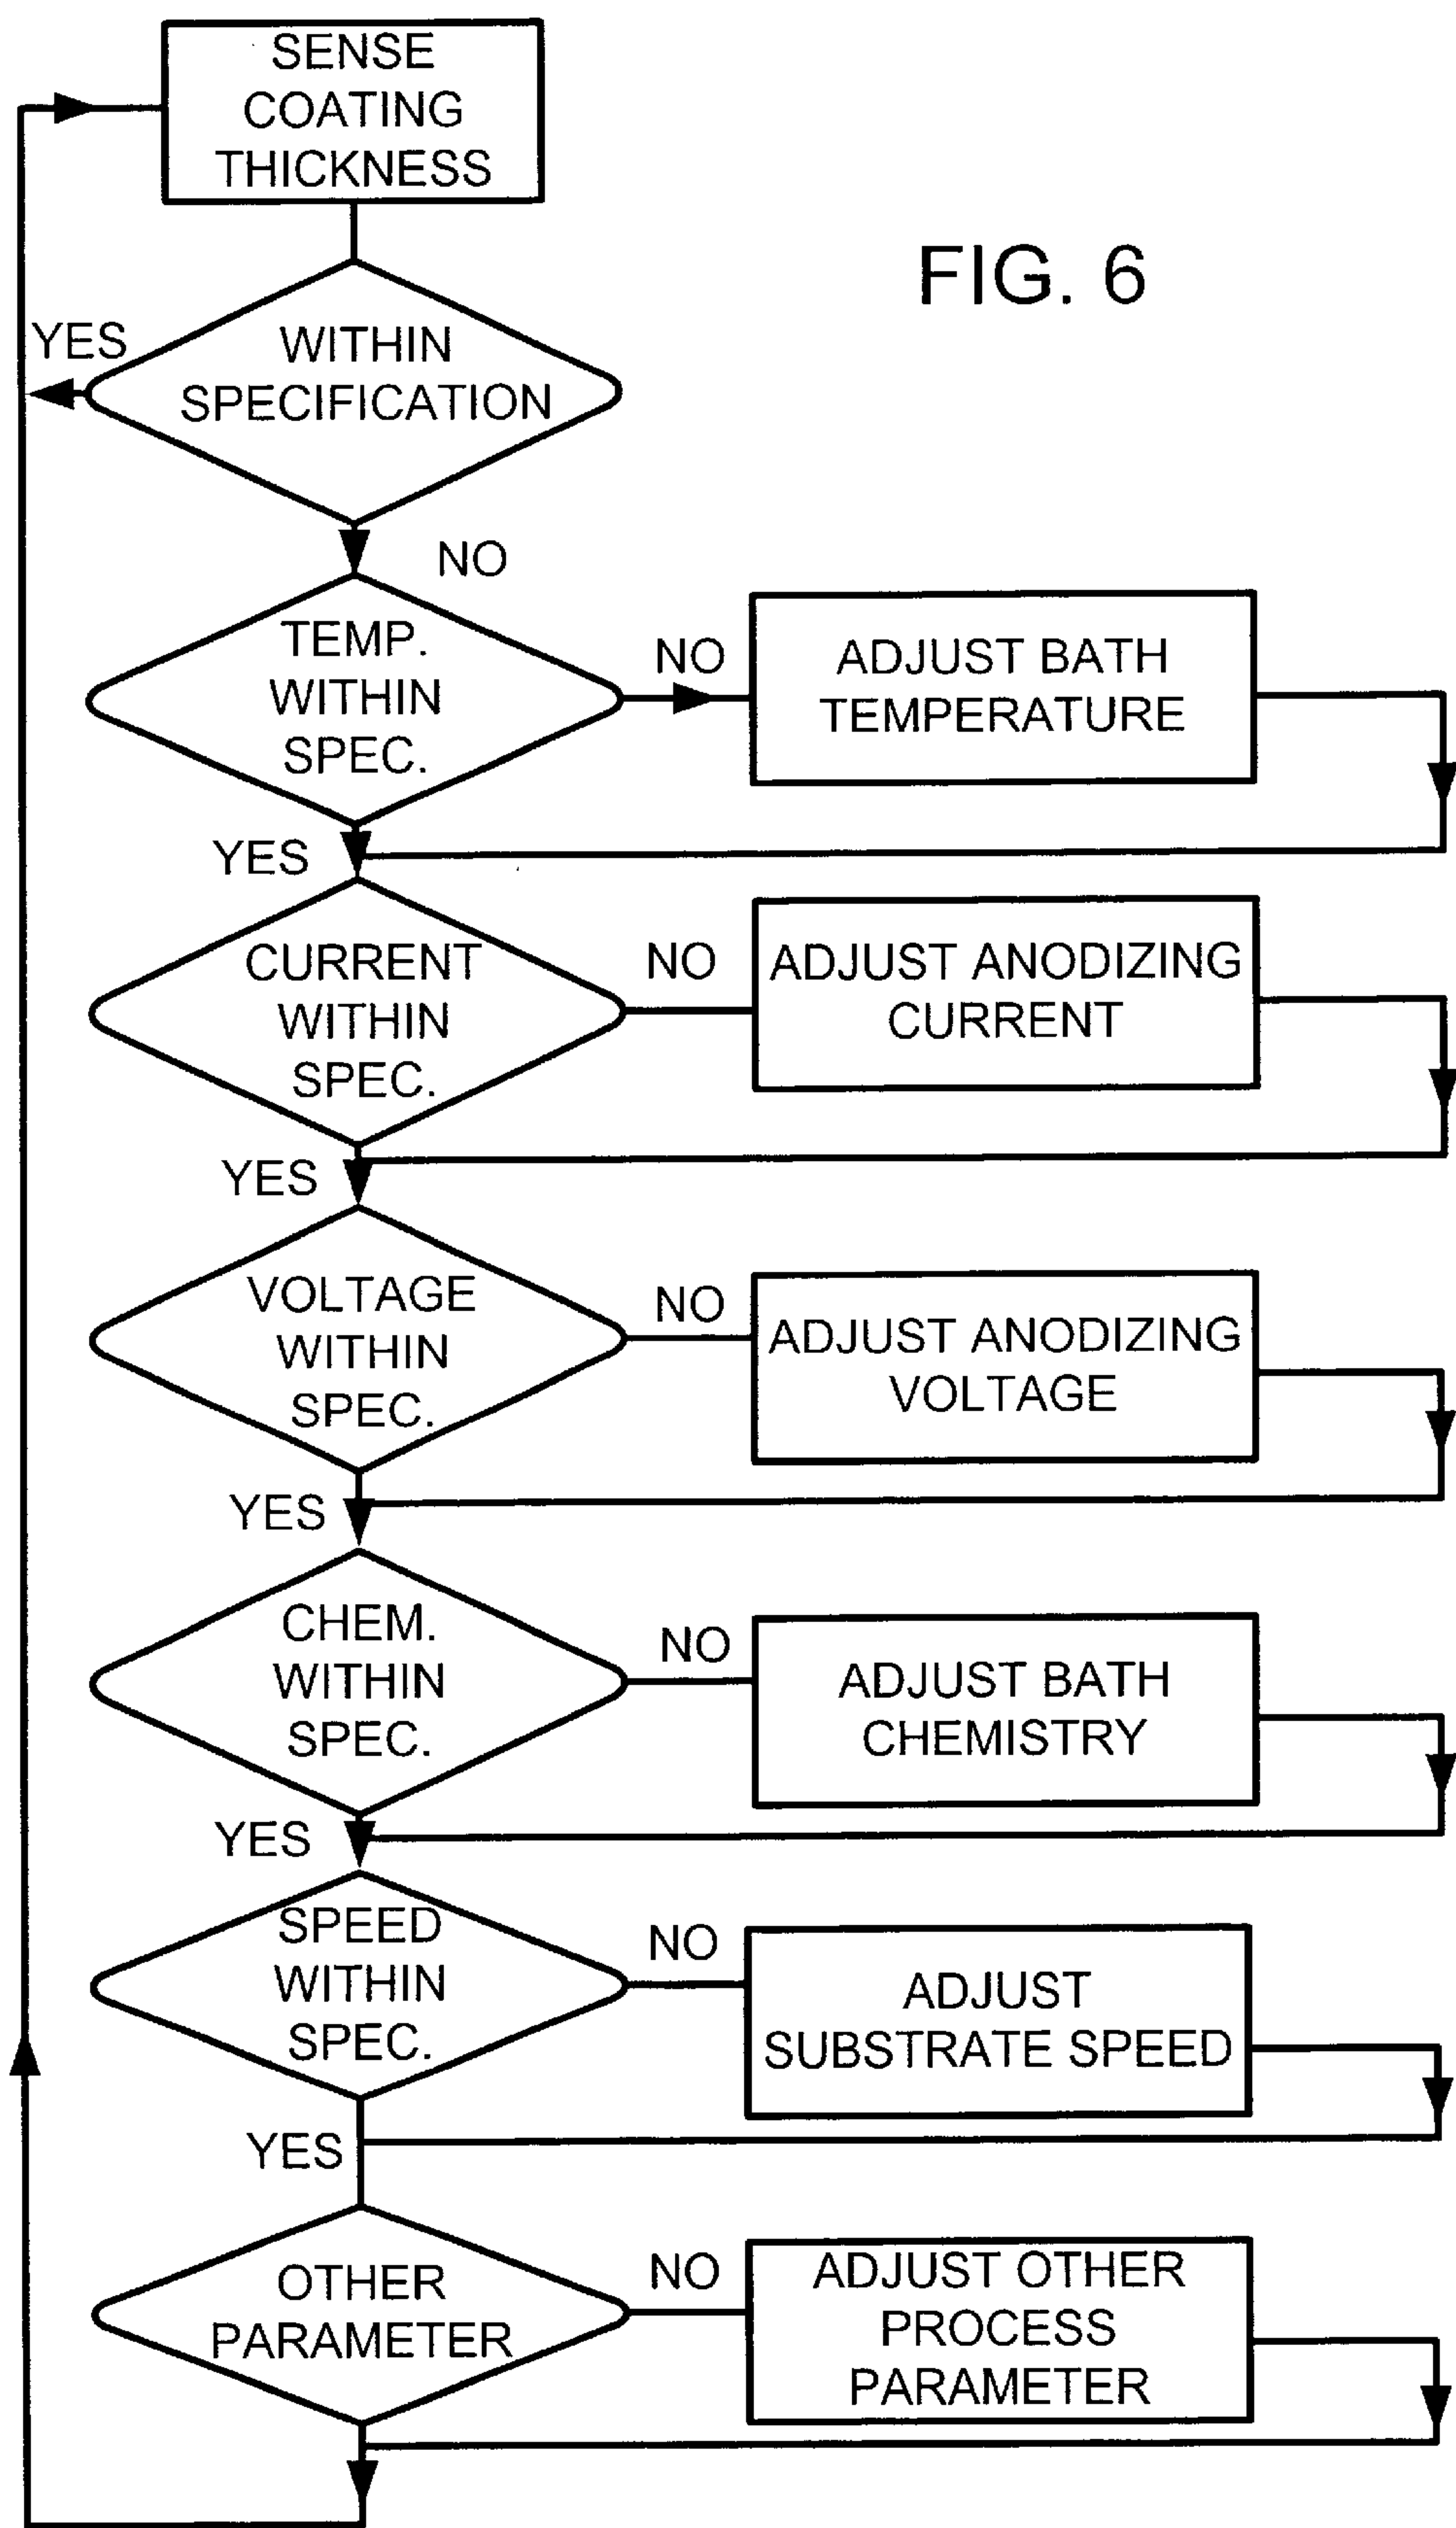 SENSE
COATING
THICKNESS
FIG. 6
YES
WITHIN
SPECIFICATION
NO
TEMP.
WITHIN
SPEC.
NO
ADJUST BATH
TEMPERATURE
YES
CURRENT
WITHIN
SPEC.
NO
ADJUST ANODIZING
CURRENT
YES
VOLTAGE
WITHIN
SPEC.
NO
ADJUST ANODIZING
VOLTAGE
YES
CHEM.
WITHIN
SPEC.
NO
ADJUST BATH
CHEMISTRY
YES
SPEED
WITHIN
SPEC.
NO
ADJUST
SUBSTRATE SPEED
YES
OTHER
PARAMETER
NO
ADJUST OTHER
PROCESS
PARAMETER